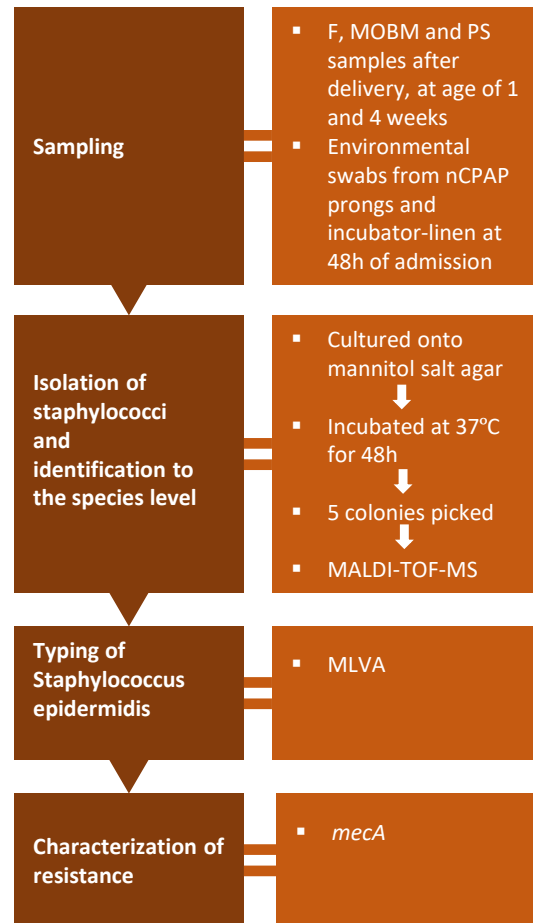 Sampling
▪ F, MOBM and PS
samples after
delivery, at age of 1
and 4 weeks
▪ Environmental
swabs from nCPAP
prongs and
incubator-linen at
48h of admission
Isolation of
staphylococci
and
identification to
the species level
▪ Cultured onto
mannitol salt agar
▪ Incubated at 37°C
for 48h
▪ 5 colonies picked
▪ MALDI-TOF-MS
Typing of
Staphylococcus
epidermidis
▪ MLVA
Characterization of
resistance
▪ mecA